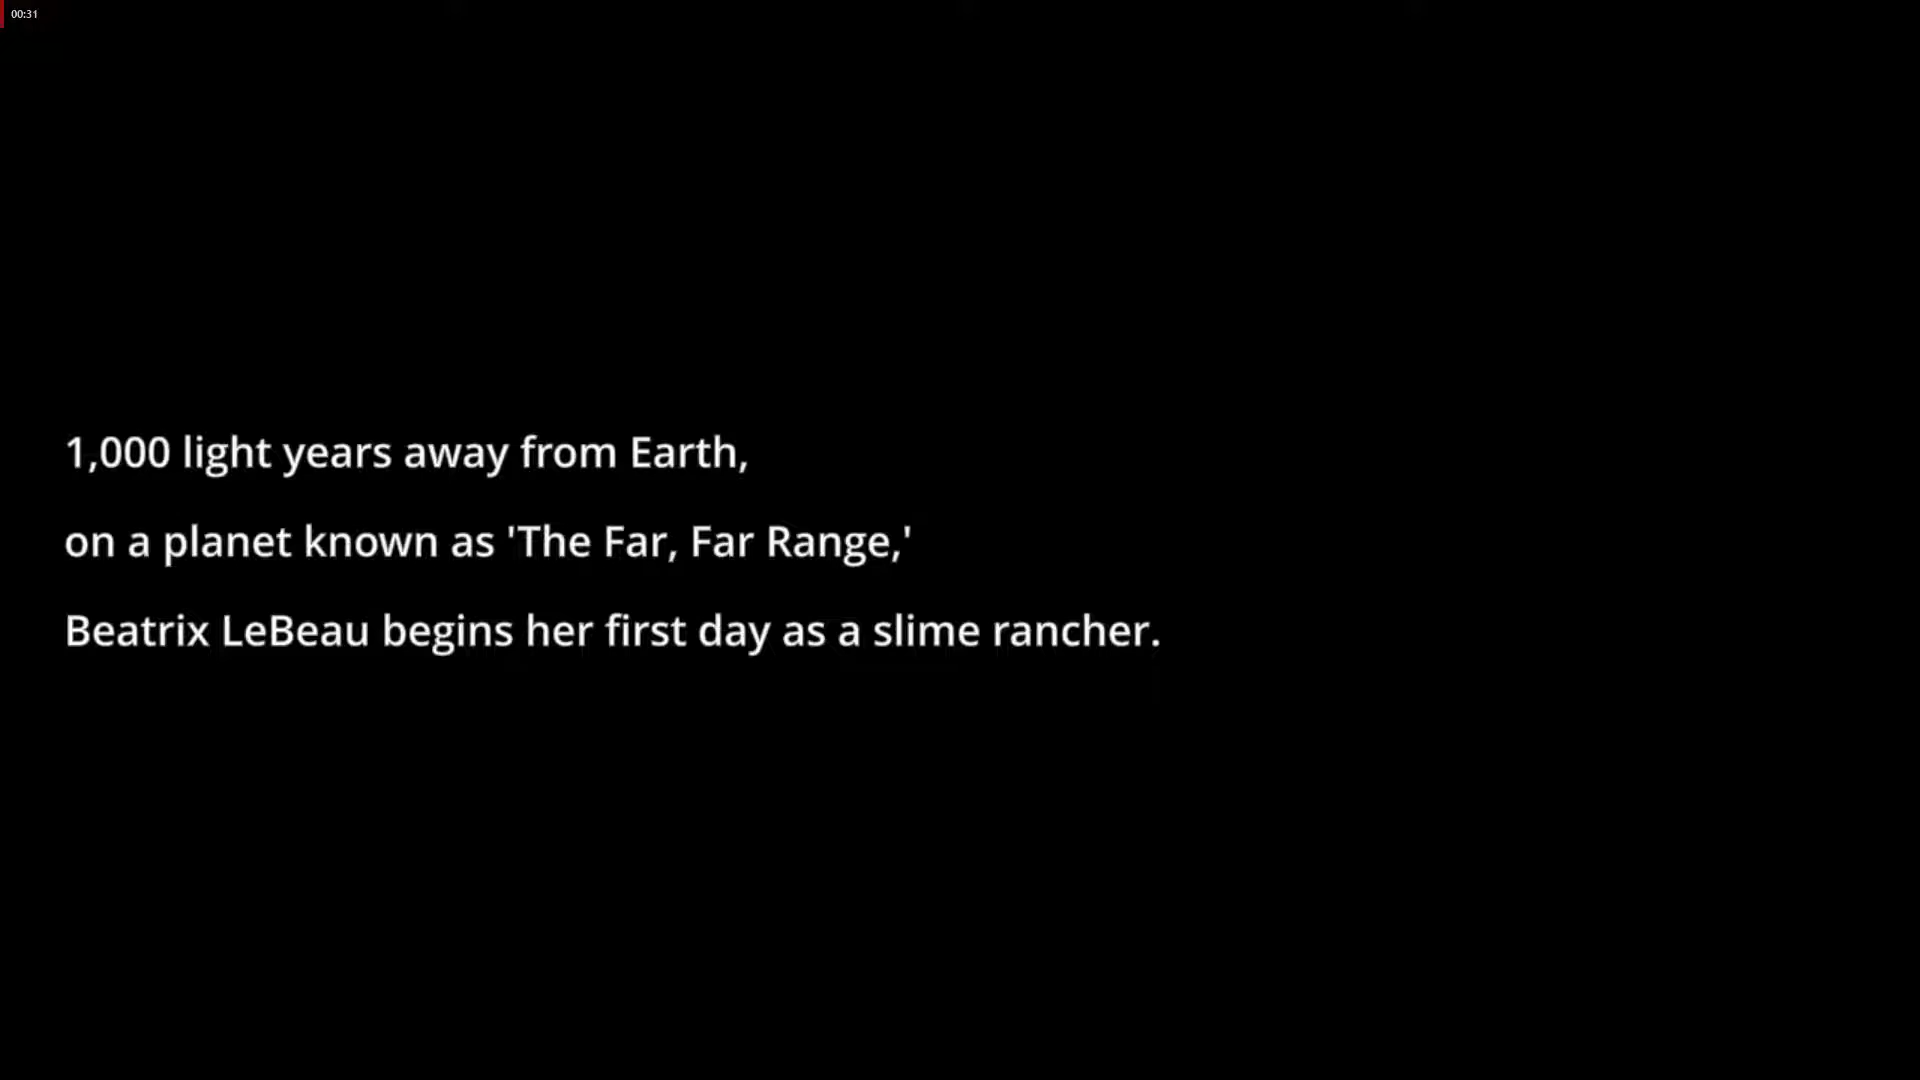 00:31
1,000 light years away from Earth,
on a planet known as 'The Far, Far Range,'
Beatrix LeBeau begins her first day as a slime rancher.